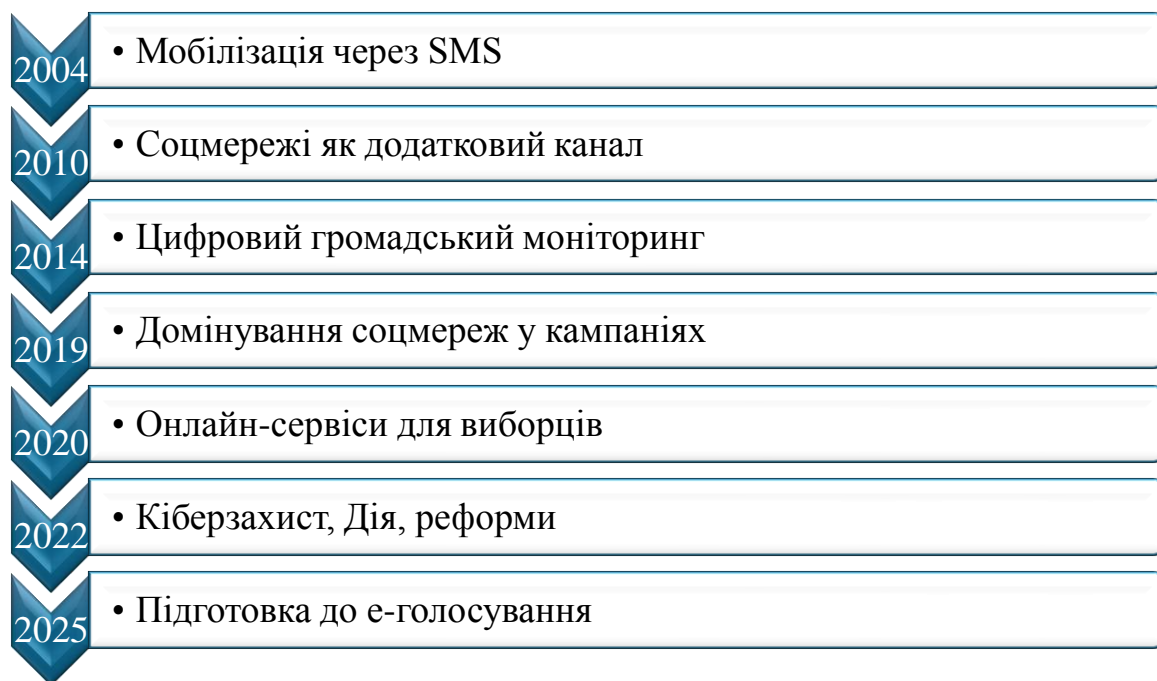 2004 • Мобілізація через SMS
2010 • Соцмережі як додатковий канал
2014 • Цифровий громадський моніторинг
2019 • Домінування соцмереж у кампаніях
2020 • Онлайн-сервіси для виборців
2022 • Кіберзахист, Дія, реформи
2025 • Підготовка до е-голосування